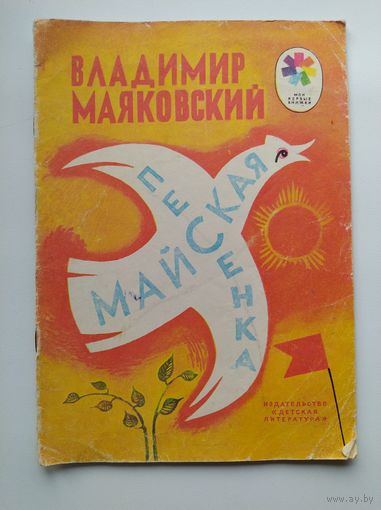 ВЛАДИМИР
МАЯКОВСКИЙ
МОИ
ПЕРВЫЕ
КНИЖКИ
МАЙСКАЯ
ПЕСЕНКА
ИЗДАТЕЛЬСТВО
«ДЕТСКАЯ
ЛИТЕРАТУРА»
www.ay.by